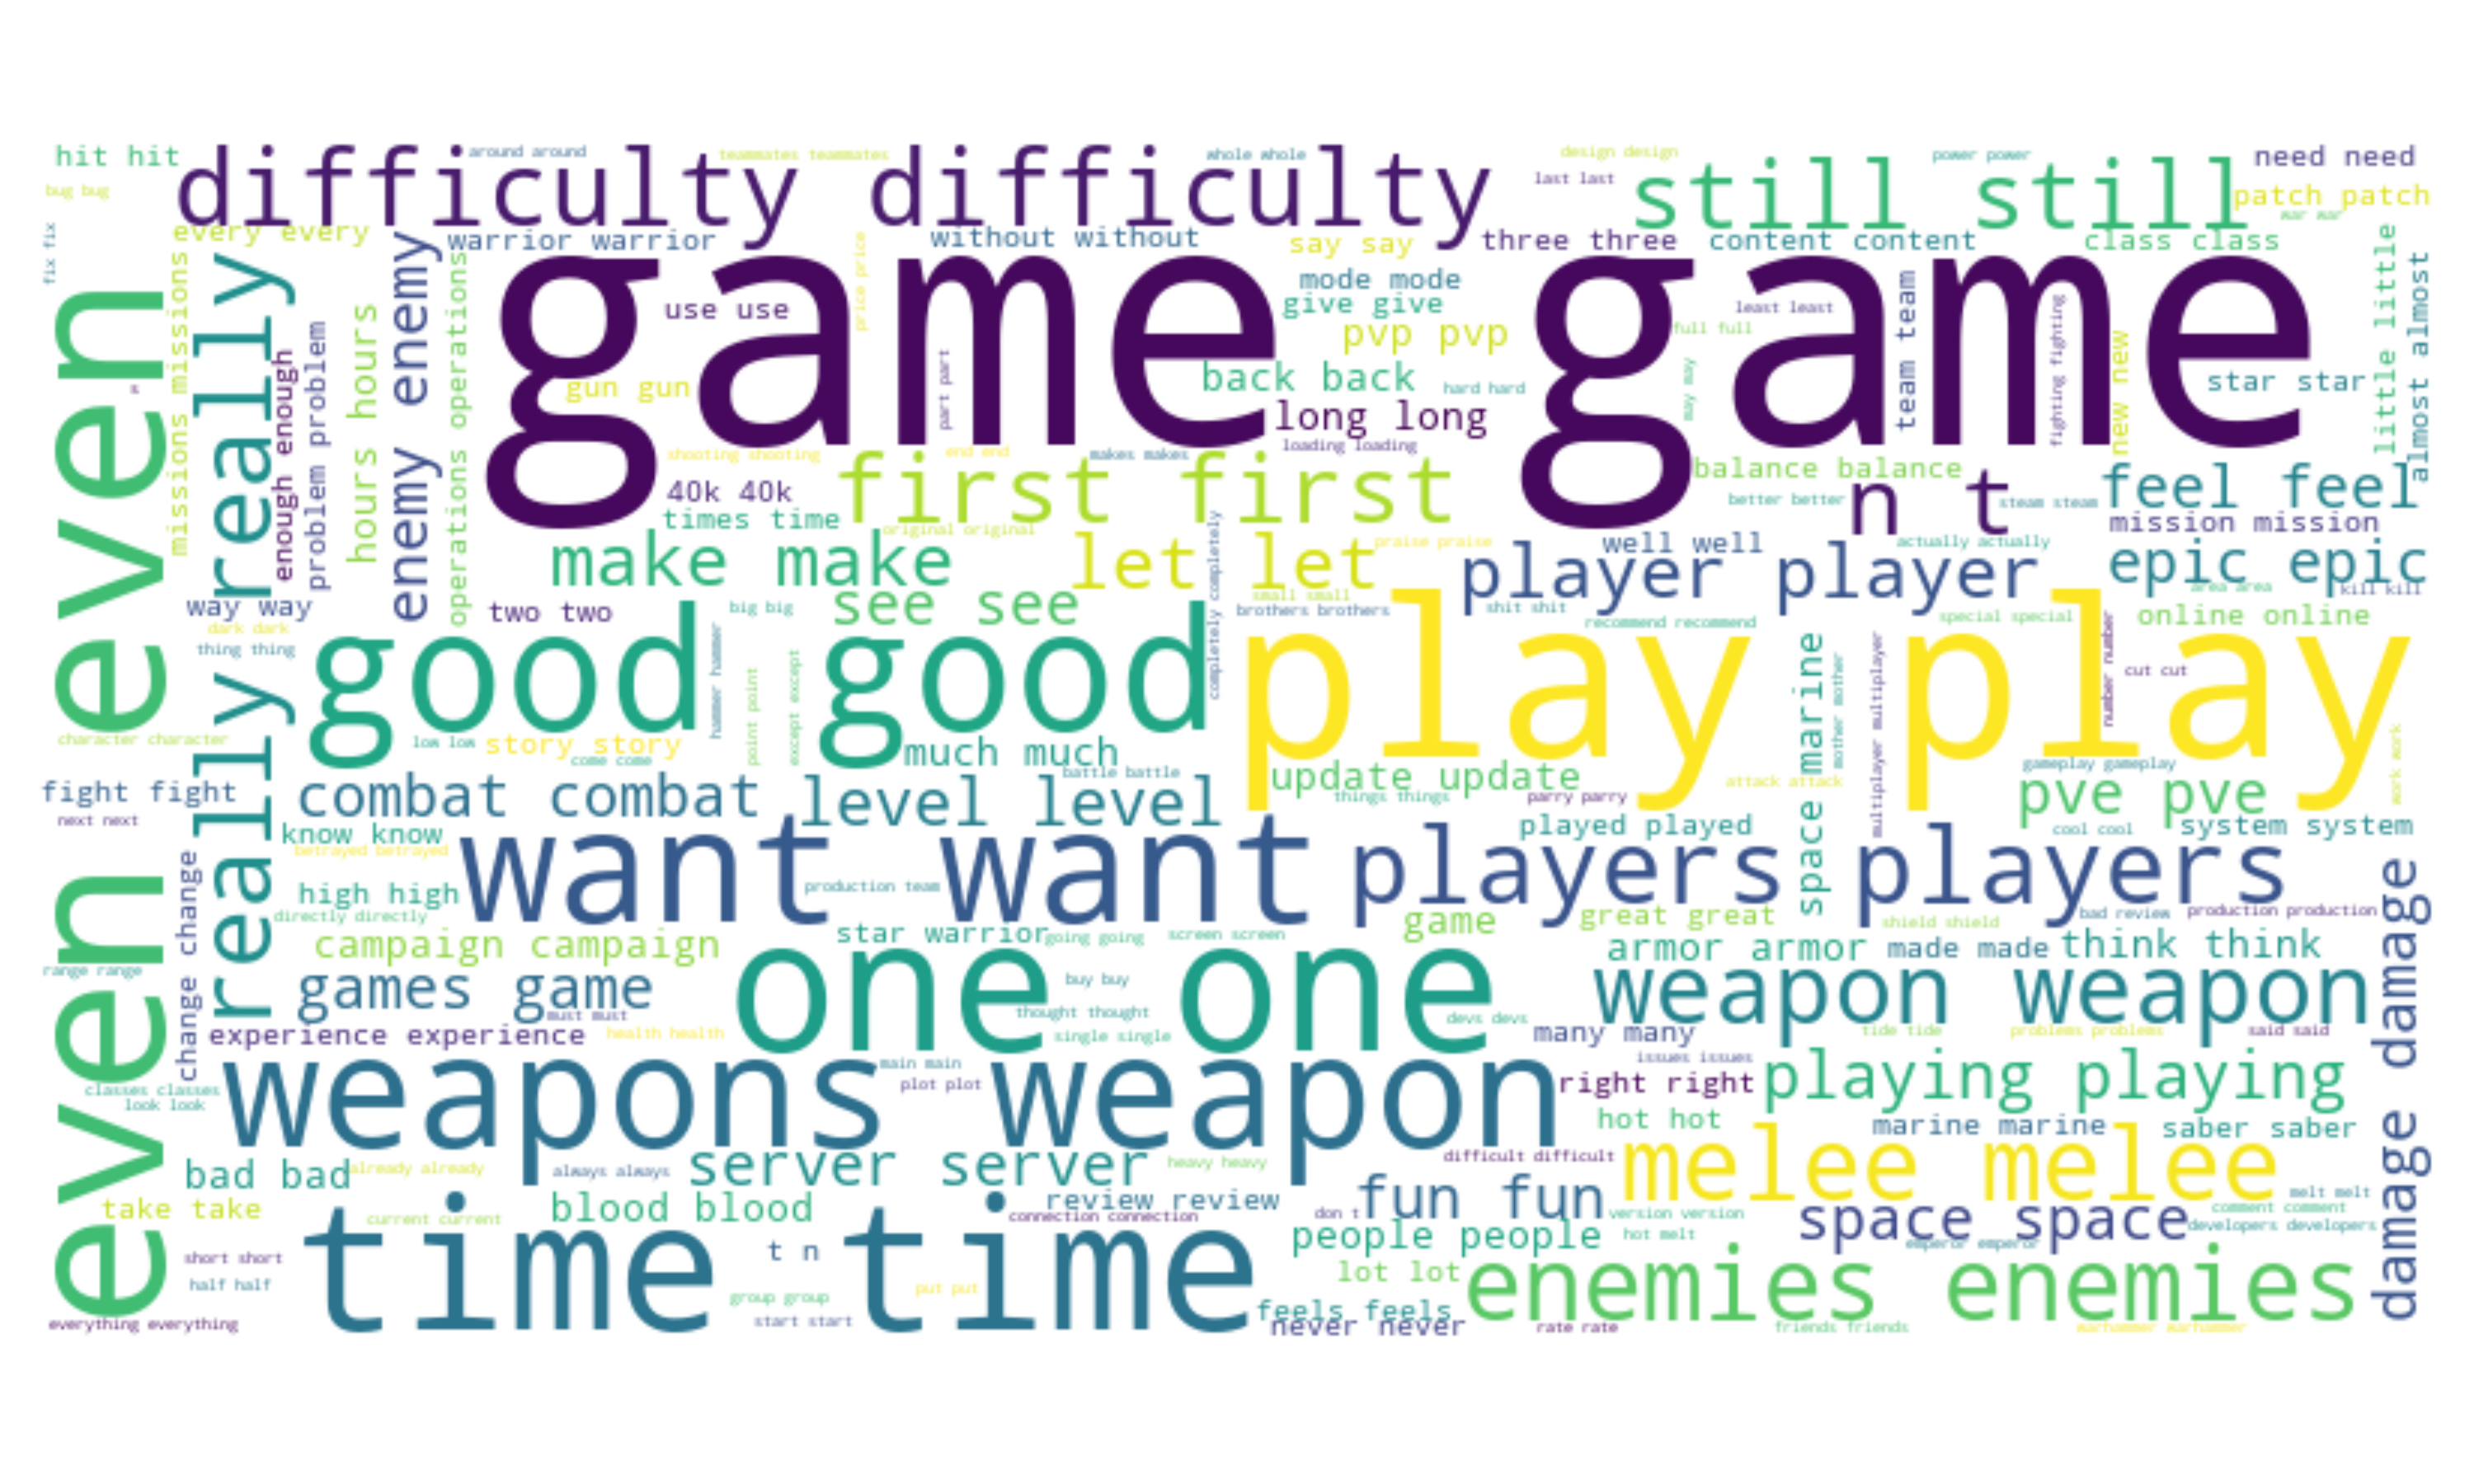 hit hit
difficulty difficulty
around around
teammates teammates
whole whole
design design
last last
still still
power power
need need
bug bug
patch patch
war war
fix fix
every every
warrior warrior
without without
say say
three three
content content
class class
even even
even even
missions missions
really really
enough enough
problem problem
hours hours
enemy enemy
operations operations
game game
use use
price price
mode mode
give give
pvp pvp
least least
full full
team team
fighting fighting
new new
little little
almost almost
gun gun
part part
back back
hard hard
may may
star star
s
long long
loading loading
shooting shooting
end end
makes makes
first first
balance balance
40k 40k
better better
n t
steam steam
feel feel
times time
original original
mission mission
make make
let let
praise praise
well well
actually actually
player player
epic epic
completely completely
area area
kill kill
way way
two two
big big
see see
small small
brothers brothers
shit shit
recommend recommend
special special
online online
dark dark
thing thing
good good
hammer hammer
point point
except except
play play
space marine
mother mother
multiplayer multiplayer
number number
cut cut
character character
low low
story story
come come
much much
work work
battle battle
update update
attack attack
gameplay gameplay
fight fight
combat combat
level level
things things
parry parry
pve pve
next next
know know
played played
cool cool
system system
betrayed betrayed
want want
players players
change change
high high
production team
damage damage
directly directly
game
great great
shield shield
bad review
production production
campaign campaign
star warrior
going going
screen screen
armor armor
made made
think think
range range
games game
one one
buy buy
weapon weapon
must must
thought thought
devs devs
experience experience
health health
single single
many many
tide tide
problems problems
said said
weapons weapon
main main
plot plot
issues issues
right right
playing playing
classes classes
look look
hot hot
marine marine
saber saber
difficult difficult
melee melee
bad bad
already already
always always
server server
heavy heavy
fun fun
melt melt
take take
current current
blood blood
review review
connection connection
don t
version version
space space
comment comment
developers developers
time time
t n
people people
hot melt
emperor emperor
short short
half half
lot lot
enemies enemies
put put
group group
start start
feels feels
everything everything
never never
rate rate
friends friends
warhammer warhammer